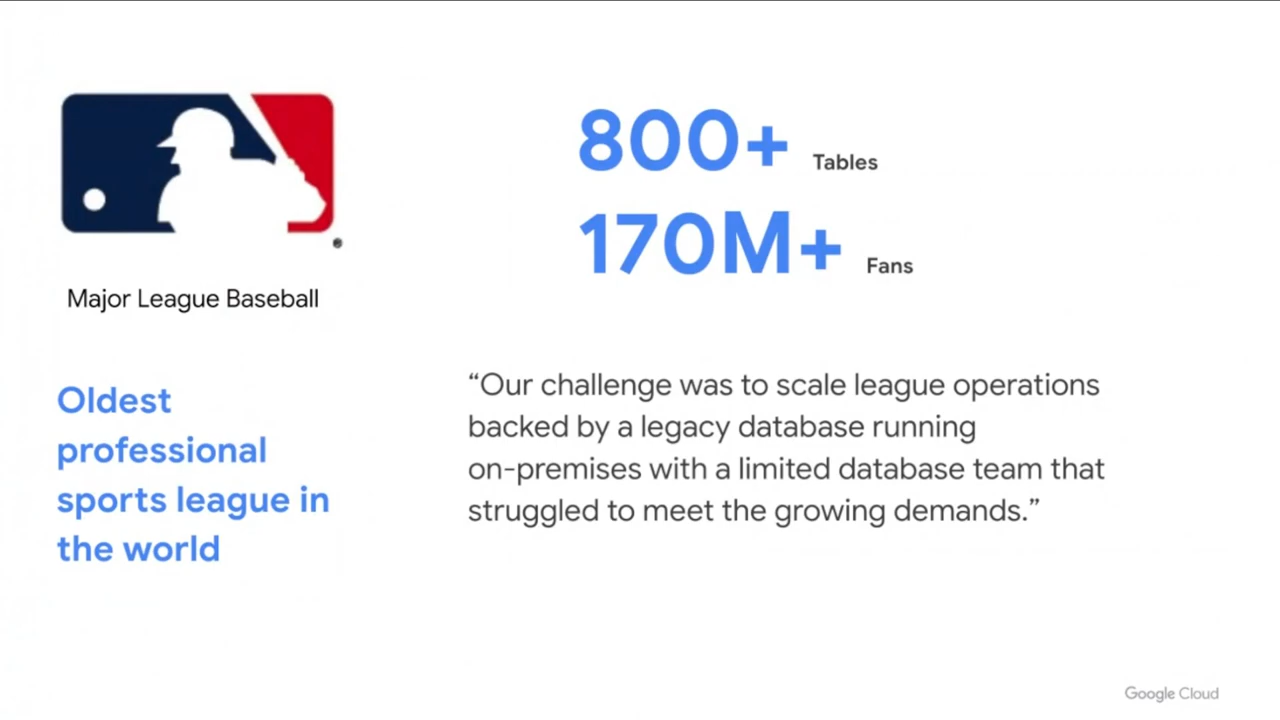 Major League Baseball
Oldest
professional
sports league in
the world
800+ Tables
170M+ Fans
“Our challenge was to scale league operations
backed by a legacy database running
on-premises with a limited database team that
struggled to meet the growing demands.”
Google Cloud